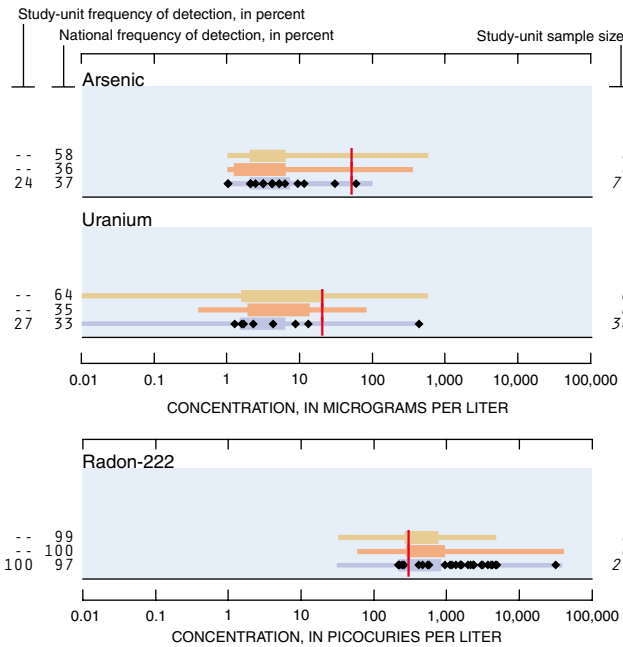 Study-unit frequency of detection, in percent
National frequency of detection, in percent
Study-unit sample size
Arsenic
-- 58
-- 36
24 37
Uranium
-- 64
-- 35
27 33
0.01 0.1 1 10 100 1,000 10,000 100,000
CONCENTRATION, IN MICROGRAMS PER LITER
Radon-222
-- 99
-- 100
100 97
0.01 0.1 1 10 100 1,000 10,000 100,000
CONCENTRATION, IN PICOCURIES PER LITER